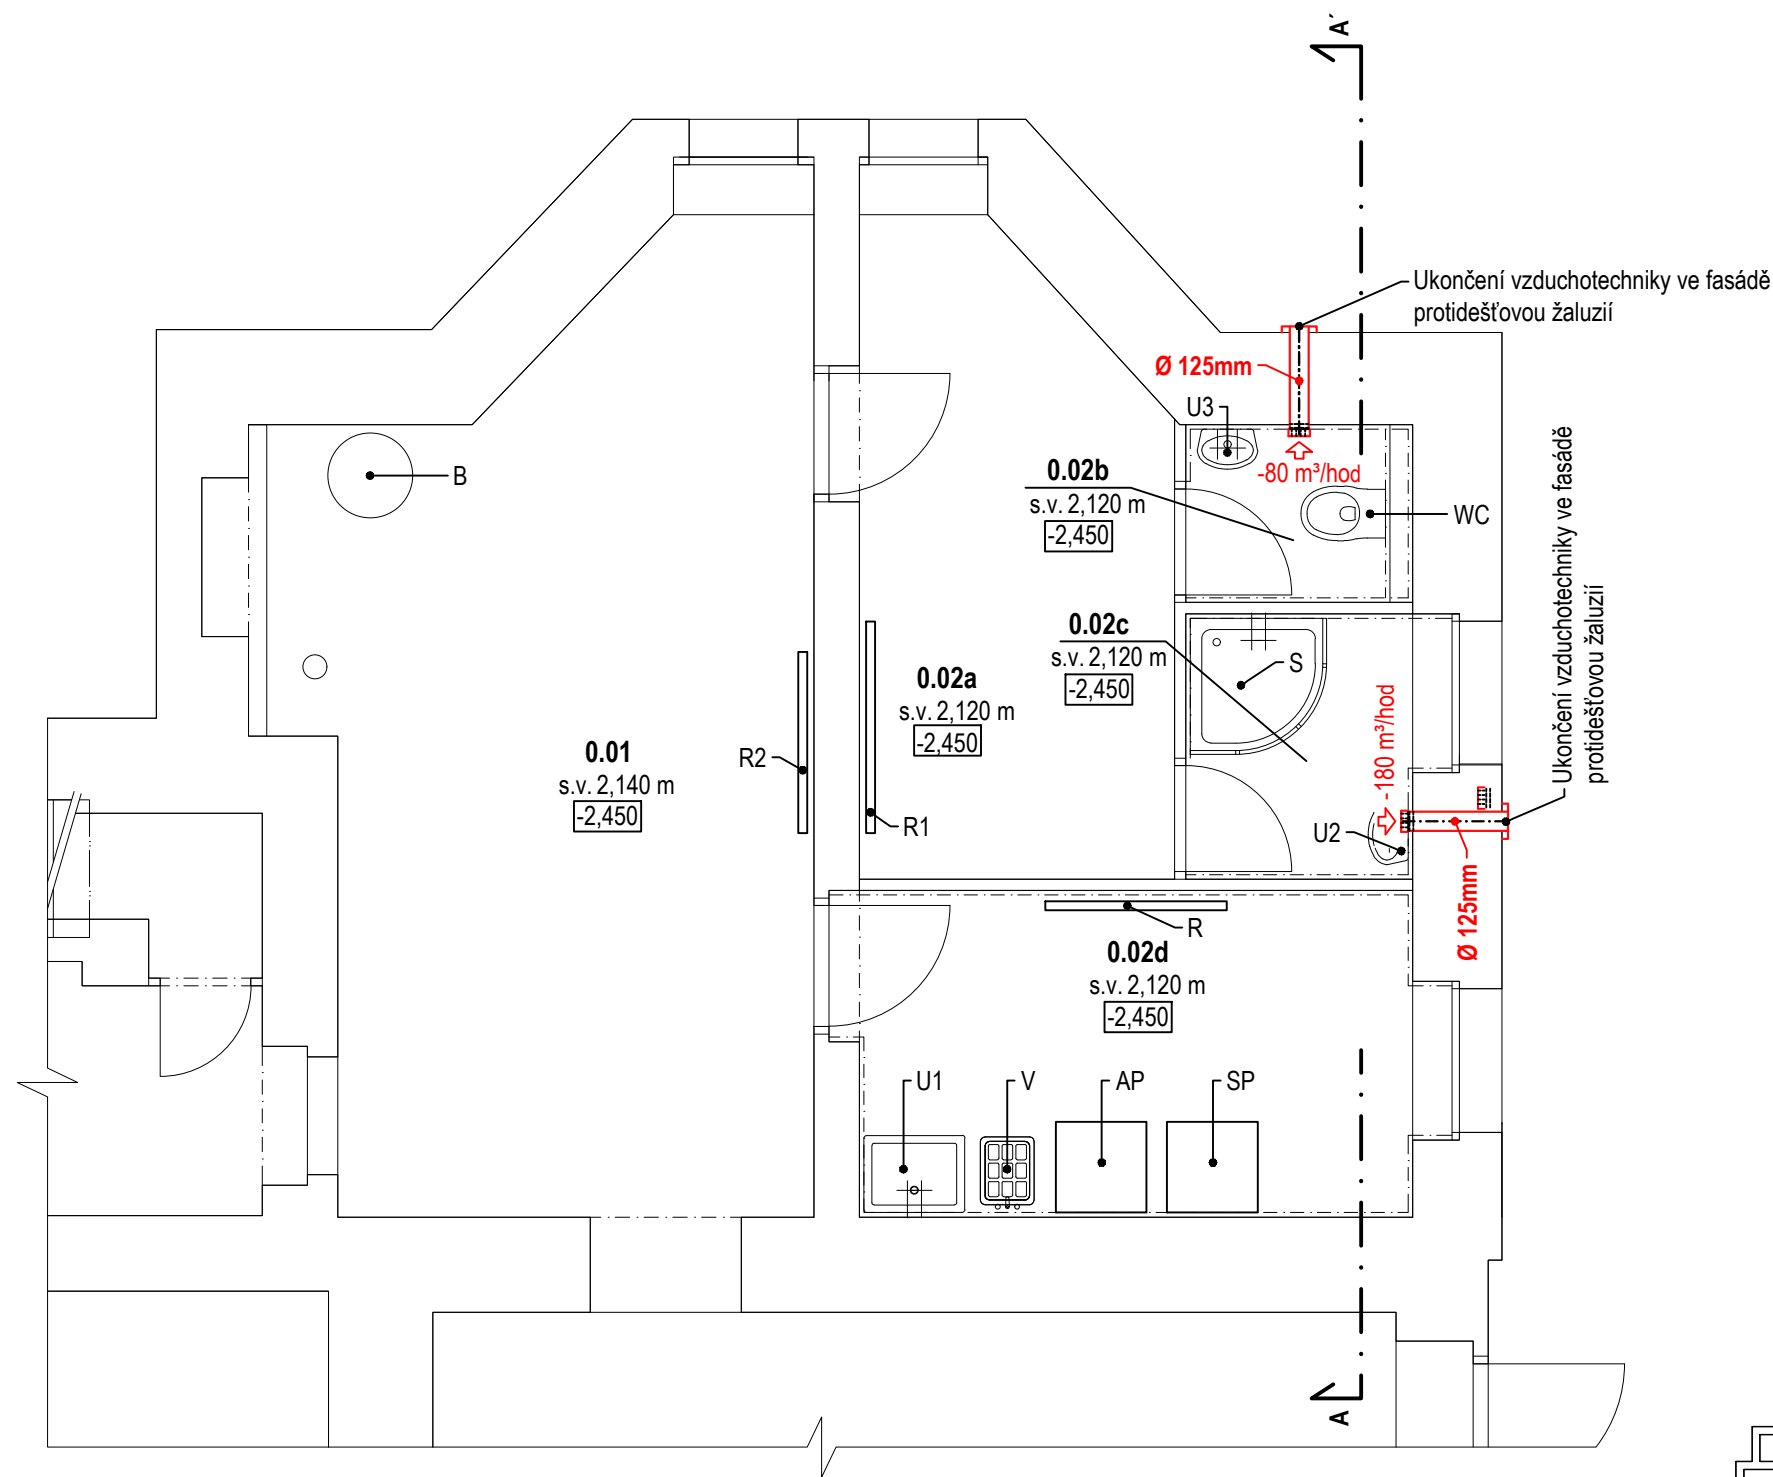 A'
Ukončení vzduchotechniky ve fasádě
protidešťovou žaluzií
Ø 125mm
U3
-80 m³/hod
0.02b
s.v. 2,120 m
-2,450
B
WC
Ukončení vzduchotechniky ve fasádě
protidešťovou žaluzií
0.02c
s.v. 2,120 m
-2,450
S
0.02a
s.v. 2,120 m
-2,450
-180 m³/hod
0.01
s.v. 2,140 m
-2,450
R2
R1
U2
Ø 125mm
R
0.02d
s.v. 2,120 m
-2,450
U1
V
AP
SP
A